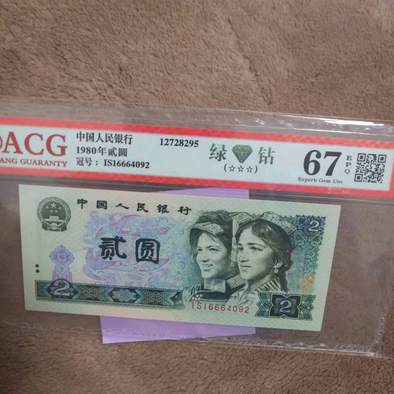 ACG
ANG GUARANTY
中国人民银行
1980年贰圆
冠号：IS16664092
12728295
绿 钻
(☆☆☆)
67 EPQ
Superb Gem Unc
中国人民银行
贰圆
2
2
2
IS16664092